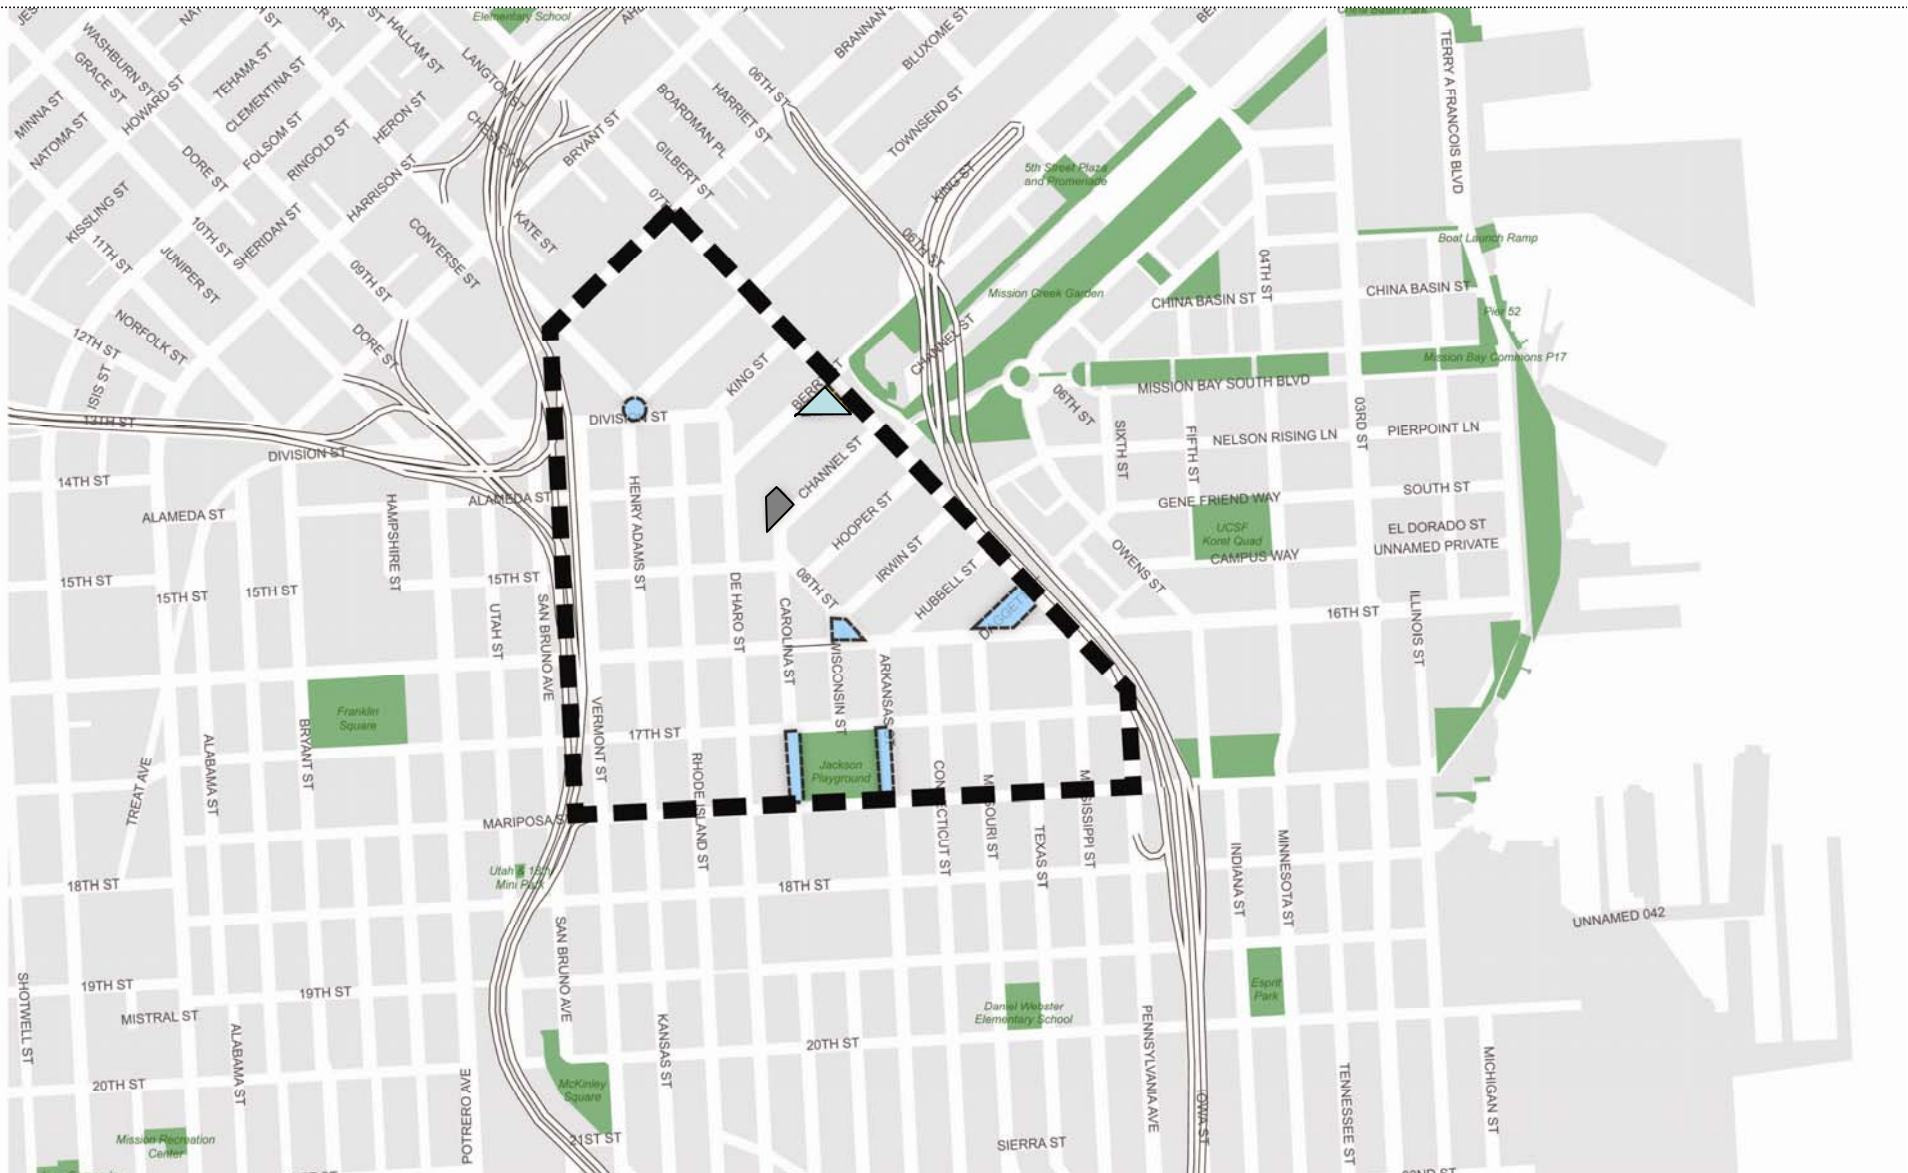 Elementary School
China Basin Park
HALLAM ST
BRANNAN
BLUXOME ST
WASHBURN ST
GRACE ST
TEHAMA ST
CLEMENTINA ST
LANGTON ST
06TH ST
TERRY A FRANCOIS BLVD
MINNA ST
HOWARD ST
BOARDMAN PL
HARRIET ST
NATOMA ST
FOLSOM ST
HERON ST
CHESLEY ST
BRYANT ST
TOWNSEND ST
DORE ST
RINGOLD ST
HARRISON ST
GILBERT ST
5th Street Plaza
and Promenade
KING ST
KISSLING ST
10TH ST
SHERIDAN ST
CONVERSE ST
KATE ST
06TH ST
Boat Launch Ramp
11TH ST
JUNIPER ST
09TH ST
04TH ST
Mission Creek Garden
CHINA BASIN ST
CHINA BASIN ST
Pier 52
12TH ST
NORFOLK ST
DORE ST
CHANNEL ST
Mission Bay Commons P17
ISIS ST
KING ST
MISSION BAY SOUTH BLVD
06TH ST
13TH ST
DIVISION ST
DIVISION ST
SIXTH ST
FIFTH ST
NELSON RISING LN
03RD ST
PIERPOINT LN
14TH ST
ALAMEDA ST
ALAMEDA ST
HAMPSHIRE ST
HENRY ADAMS ST
CHANNEL ST
GENE FRIEND WAY
SOUTH ST
HOOPER ST
UCSF
Koret Quad
EL DORADO ST
UNNAMED PRIVATE
CAMPUS WAY
IRWIN ST
OWENS ST
15TH ST
15TH ST
15TH ST
15TH ST
UTAH ST
SAN BRUNO AVE
DE HARO ST
CAROLINA ST
08TH ST
HUBBELL ST
16TH ST
ILLINOIS ST
WISCONSIN ST
ARKANSAS ST
Franklin
Square
VERMONT ST
17TH ST
TREAT AVE
ALABAMA ST
BRYANT ST
RHODE ISLAND ST
Jackson
Playground
CONNECTICUT ST
MISSOURI ST
TEXAS ST
MISSISSIPPI ST
MARIPOSA ST
INDIANA ST
MINNESOTA ST
Utah & 18th
Mini Park
18TH ST
18TH ST
UNNAMED 042
SHOTWELL ST
19TH ST
19TH ST
MISTRAL ST
SAN BRUNO AVE
Esprit
Park
Daniel Webster
Elementary School
ALABAMA ST
KANSAS ST
20TH ST
PENNSYLVANIA AVE
IOWA ST
TENNESSEE ST
MICHIGAN ST
20TH ST
POTRERO AVE
McKinley
Square
21ST ST
SIERRA ST
Mission Recreation
Center
22ND ST